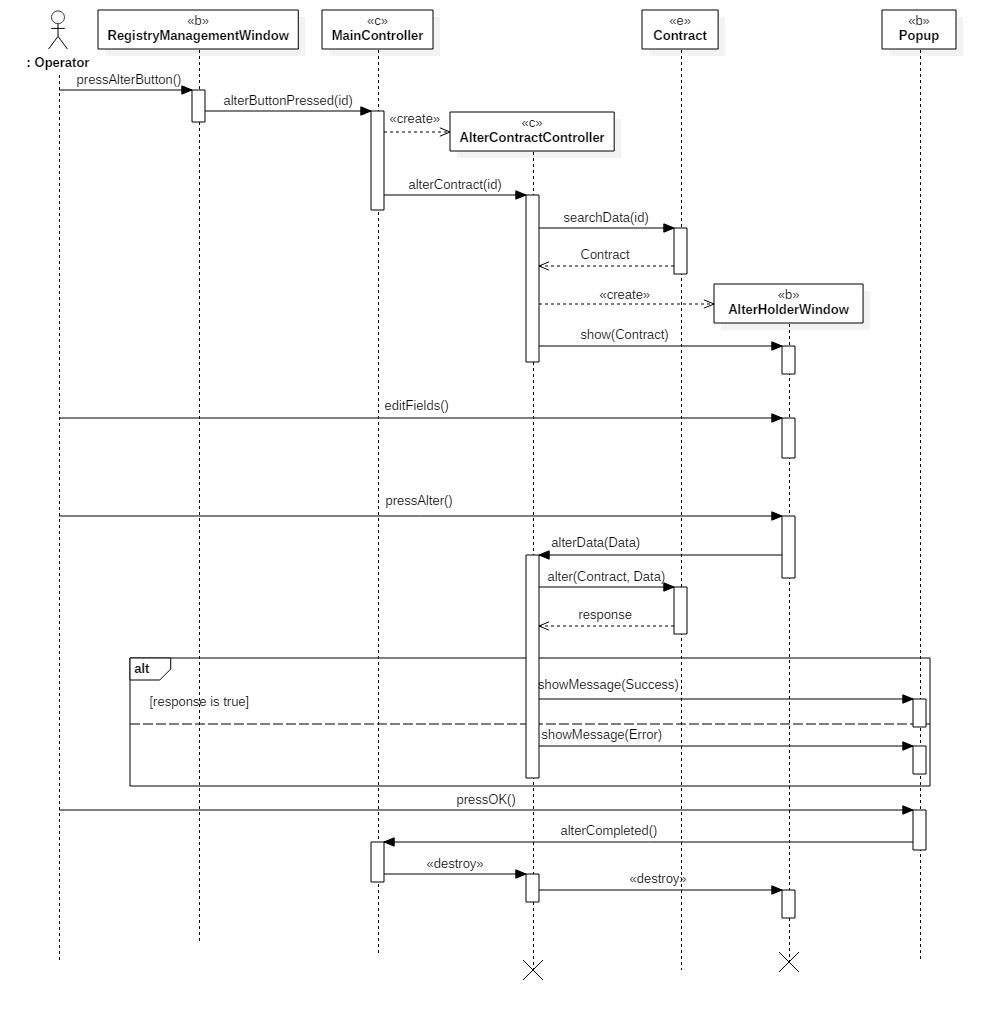 «b»
RegistryManagementWindow
«c»
MainController
«e»
Contract
«b»
Popup
: Operator
pressAlterButton()
alterButtonPressed(id)
«create»
«c»
AlterContractController
alterContract(id)
searchData(id)
Contract
«create»
«b»
AlterHolderWindow
show(Contract)
editFields()
pressAlter()
alterData(Data)
alter(Contract, Data)
response
alt
showMessage(Success)
[response is true]
showMessage(Error)
pressOK()
alterCompleted()
«destroy»
«destroy»